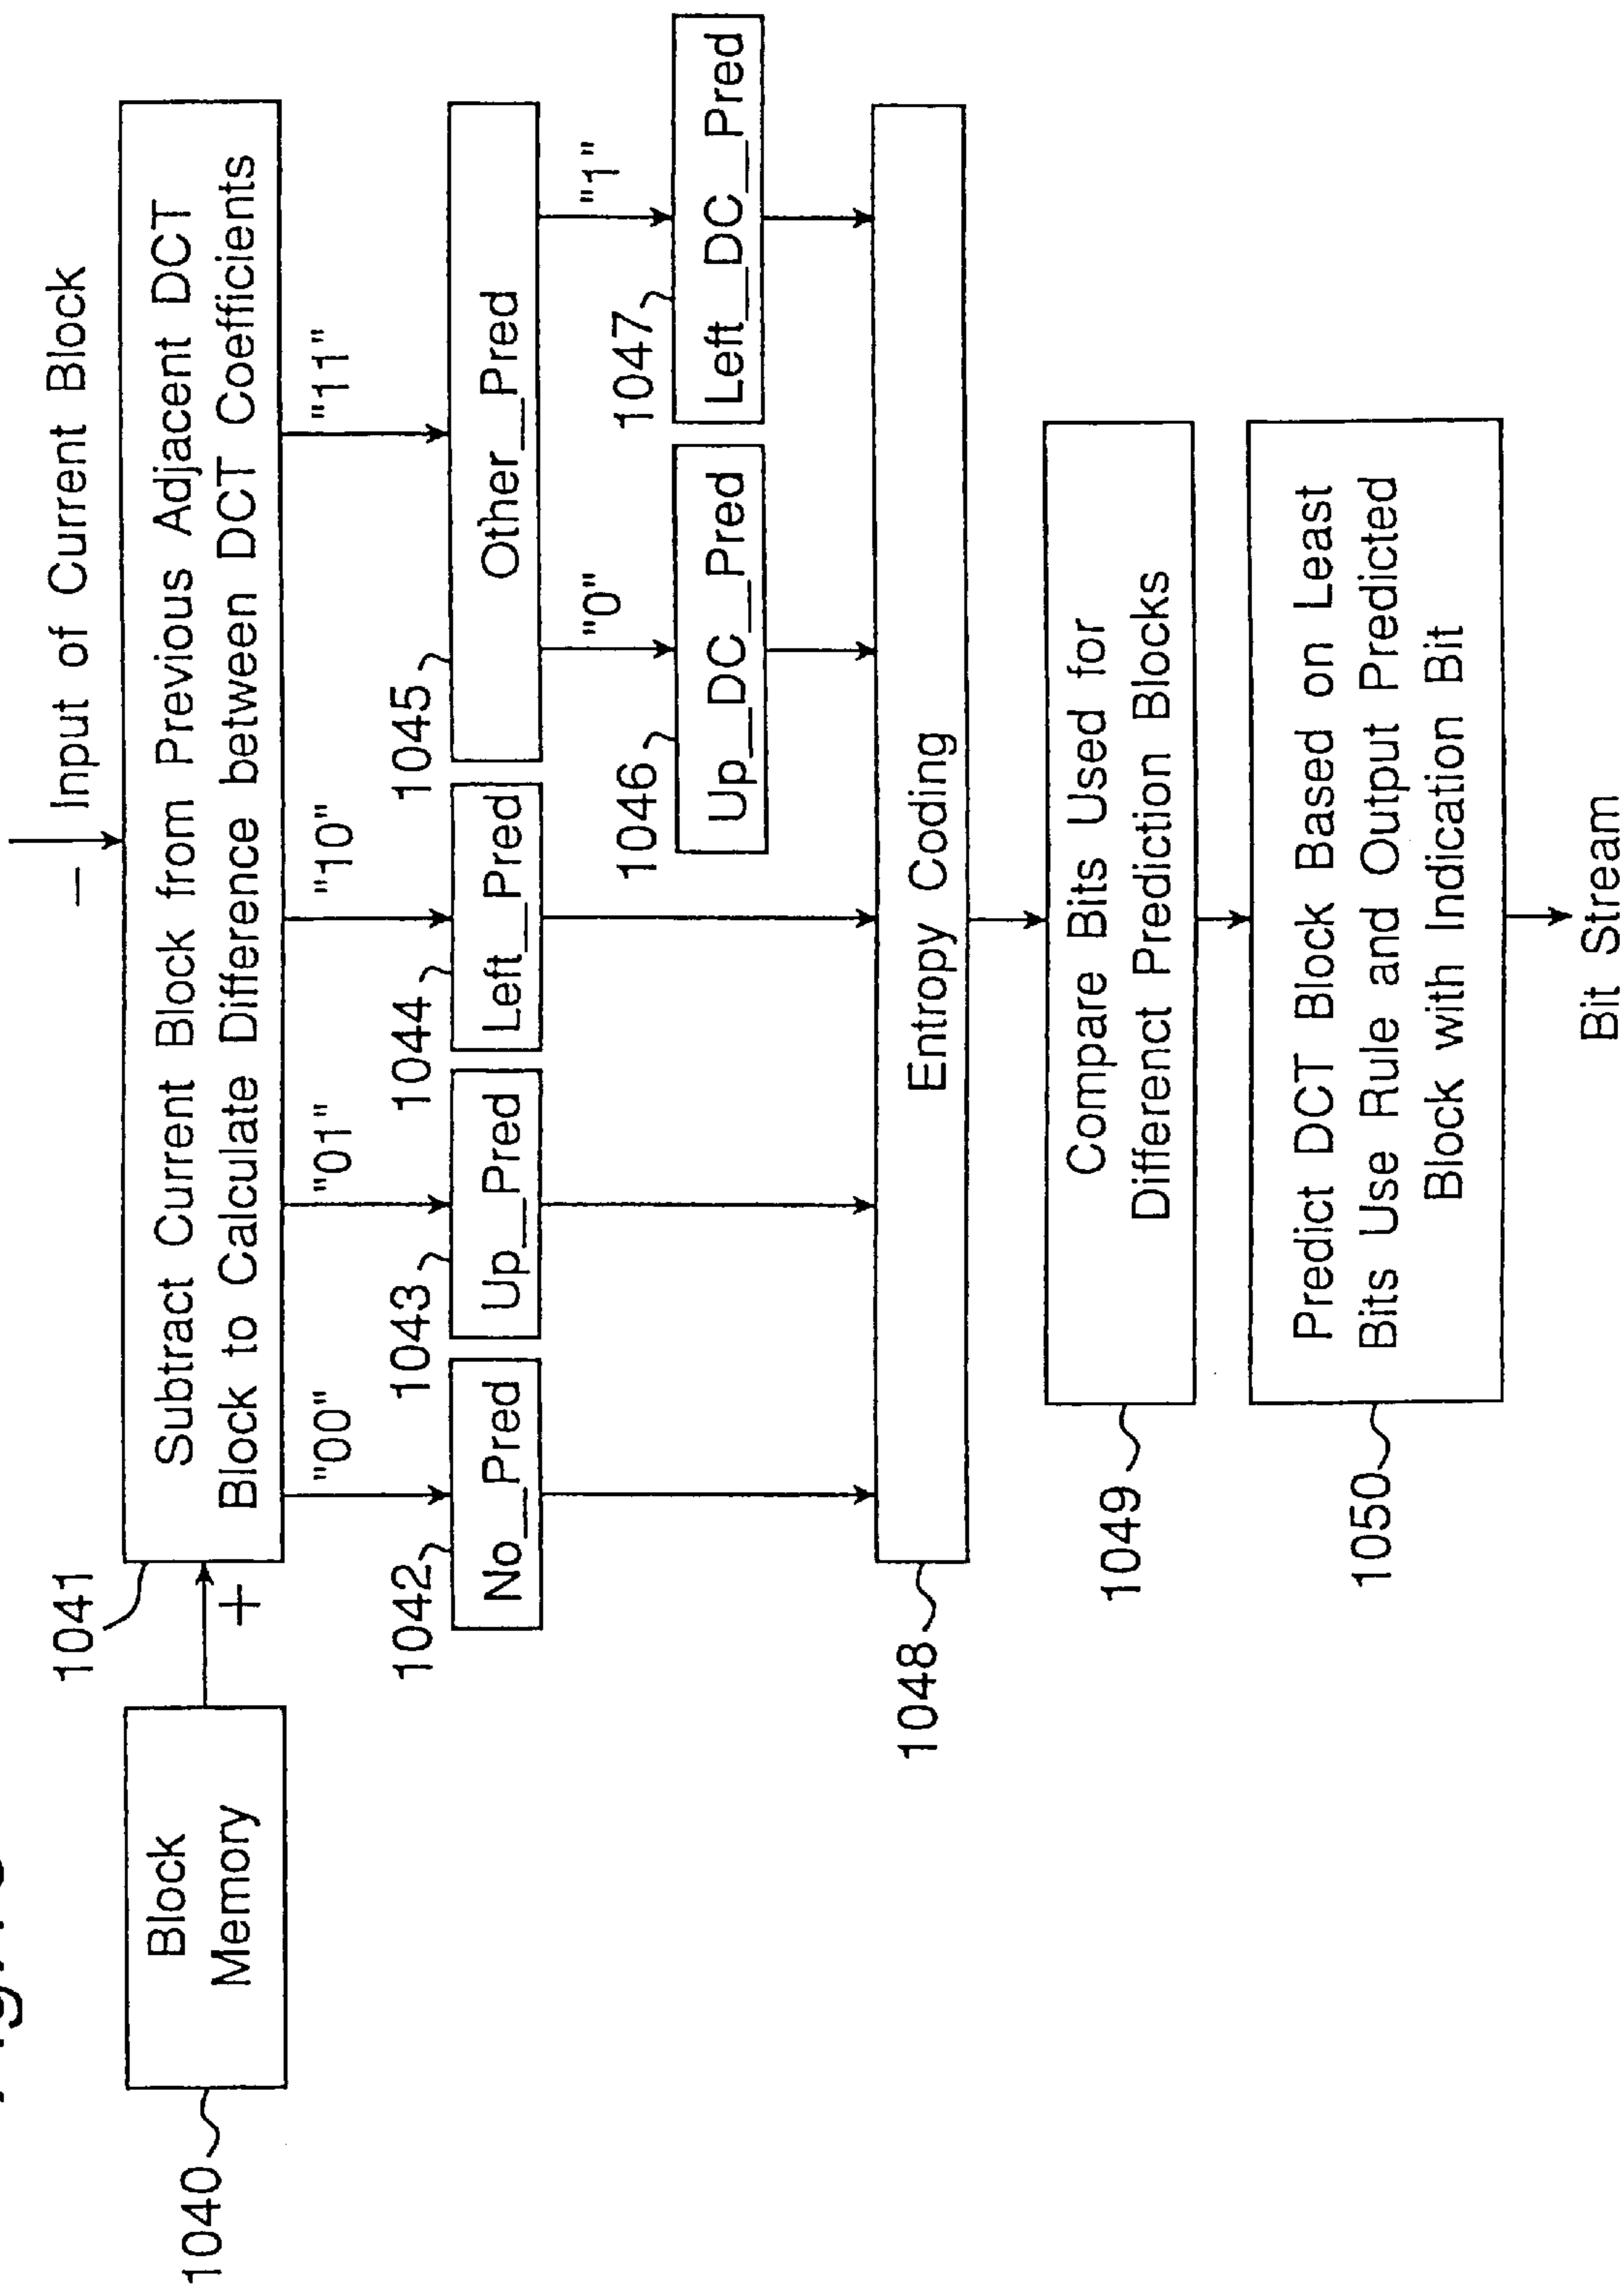 Input of Current Block
−
1041
Subtract Current Block from Previous Adjacent DCT
Block to Calculate Difference between DCT Coefficients
Block
Memory
+
1040
"00"
"01"
"10"
"11"
1042
No_Pred
1043
Up_Pred
1044
Left_Pred
1045
Other_Pred
"0"
"1"
1046
Up_DC_Pred
1047
Left_DC_Pred
1048
Entropy Coding
1049
Compare Bits Used for
Differenct Prediction Blocks
1050
Predict DCT Block Based on Least
Bits Use Rule and Output Predicted
Block with Indication Bit
Bit Stream